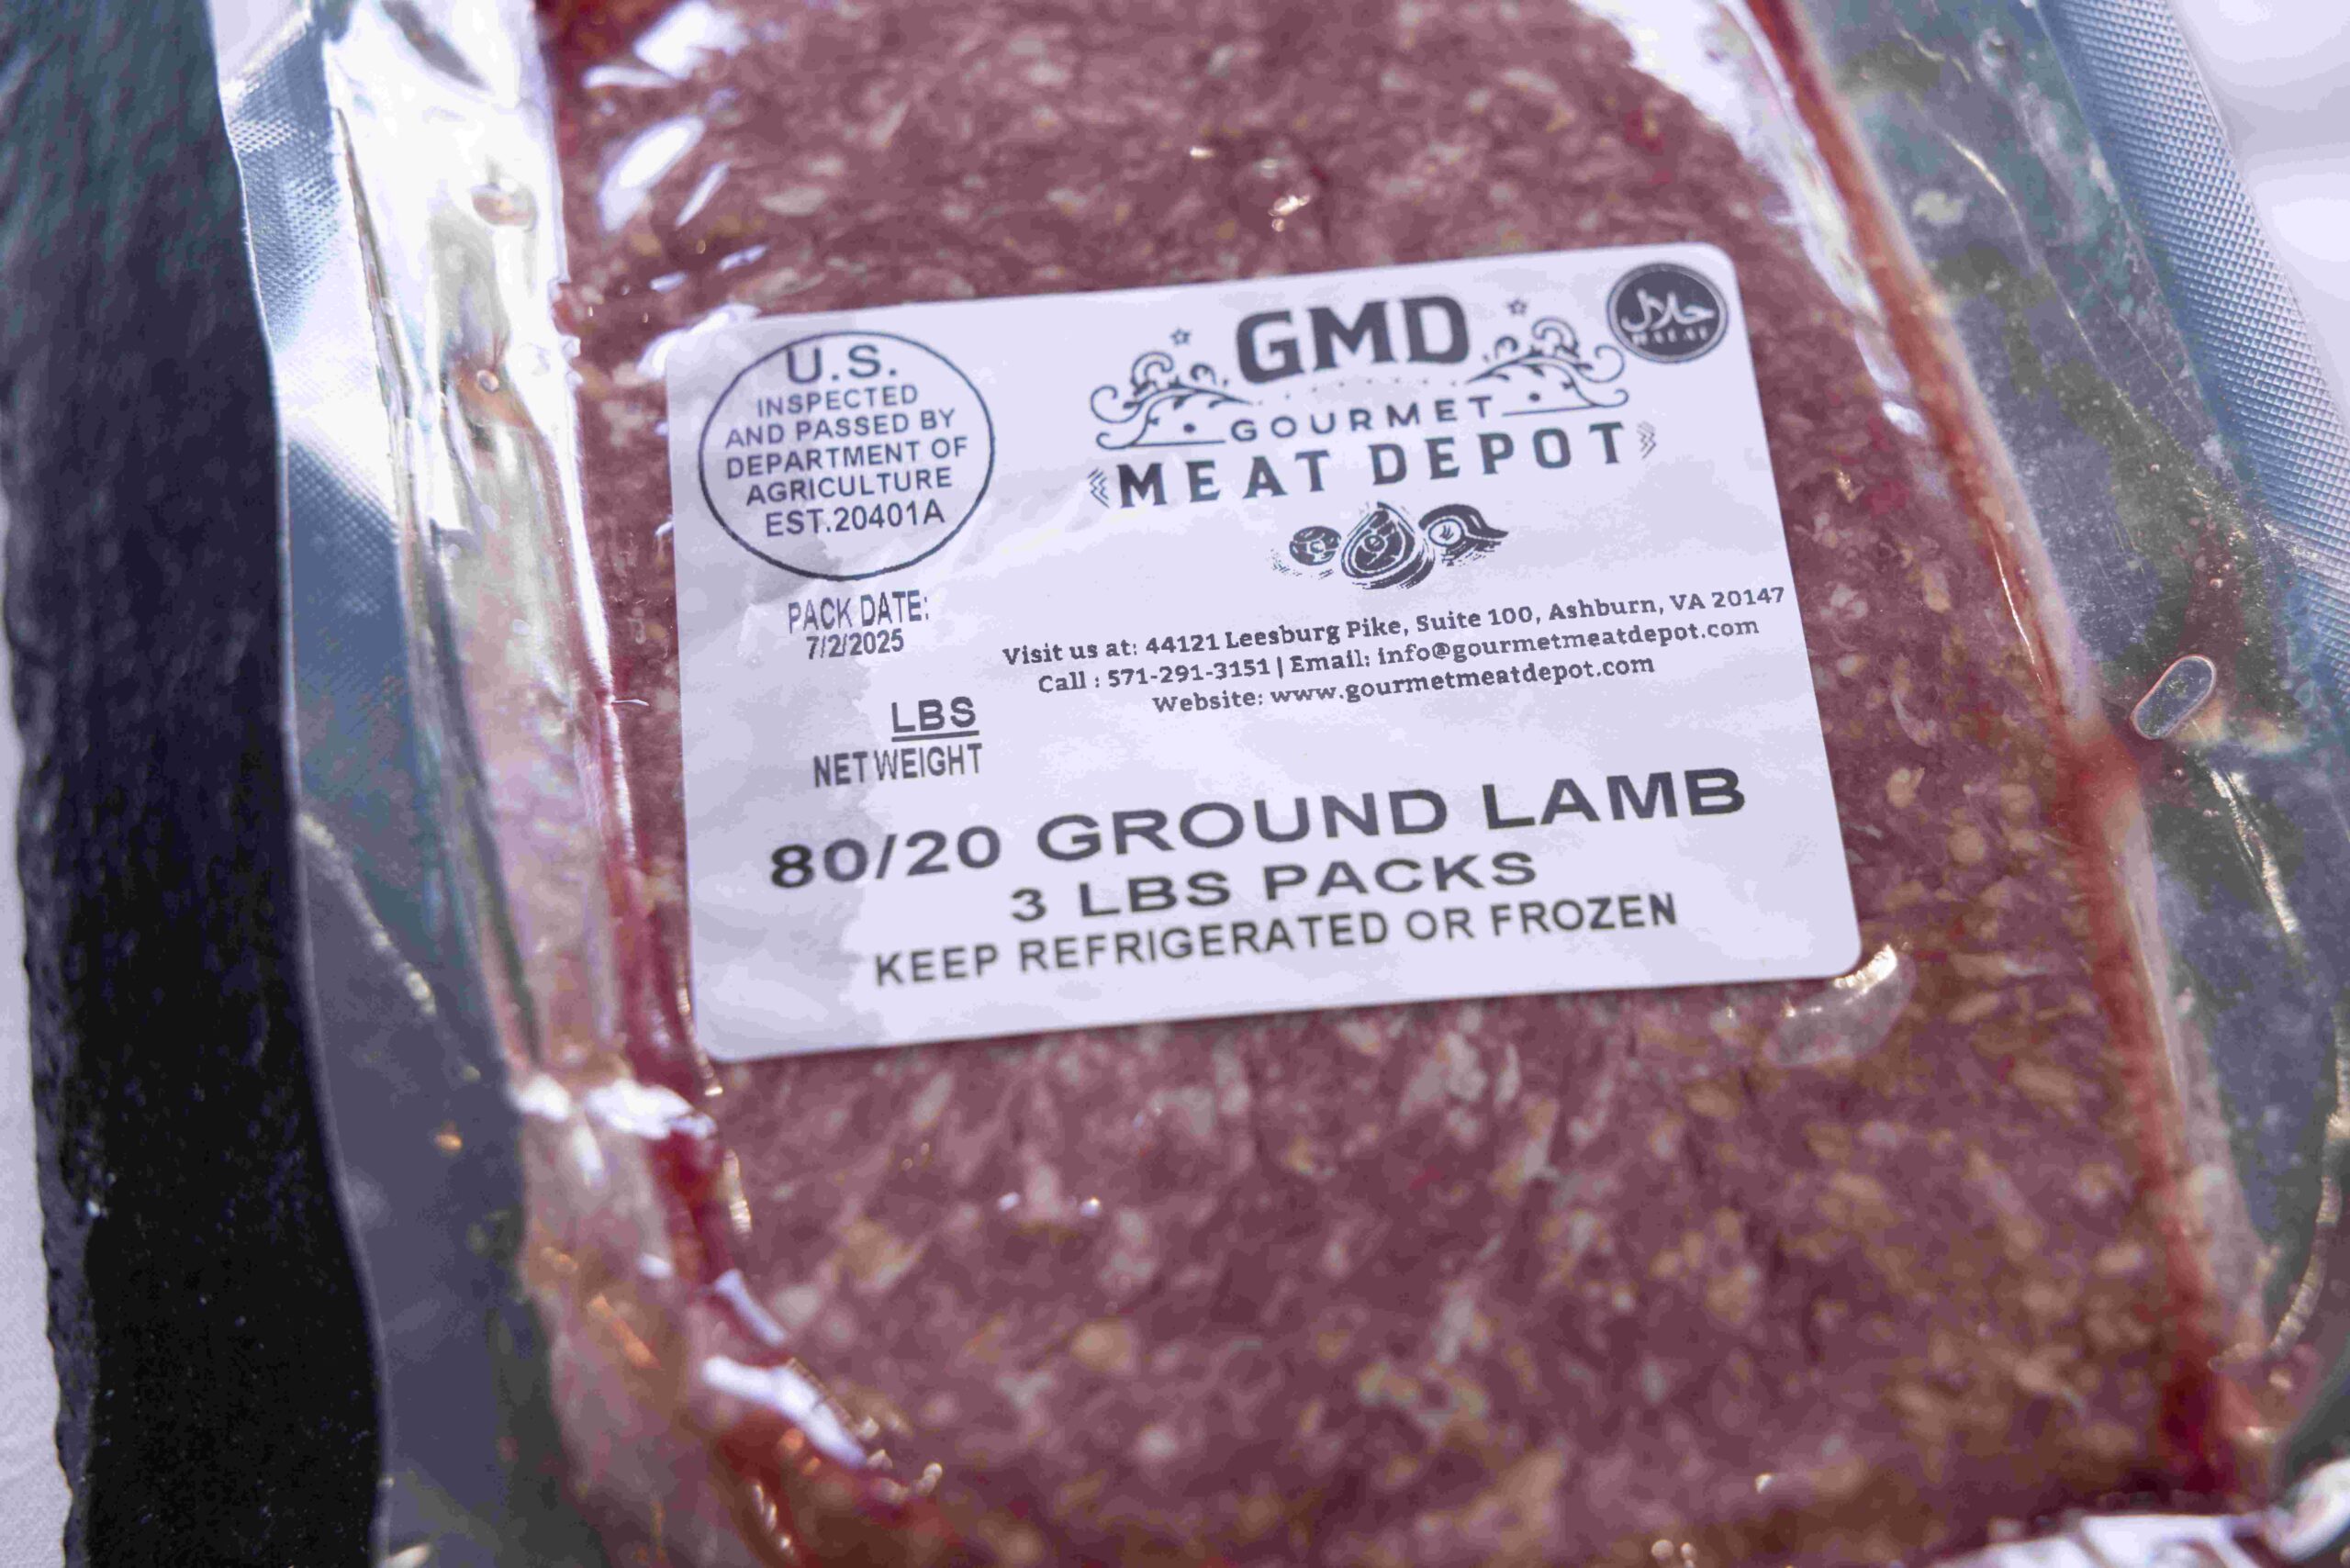 U.S.
INSPECTED
AND PASSED BY
DEPARTMENT OF
AGRICULTURE
EST.20401A
GMD
GOURMET
MEAT DEPOT
حلال
HALAL
PACK DATE:
7/2/2025
Visit us at: 44121 Leesburg Pike, Suite 100, Ashburn, VA 20147
Call : 571-291-3151 | Email: info@gourmetmeatdepot.com
Website: www.gourmetmeatdepot.com
LBS
NET WEIGHT
80/20 GROUND LAMB
3 LBS PACKS
KEEP REFRIGERATED OR FROZEN